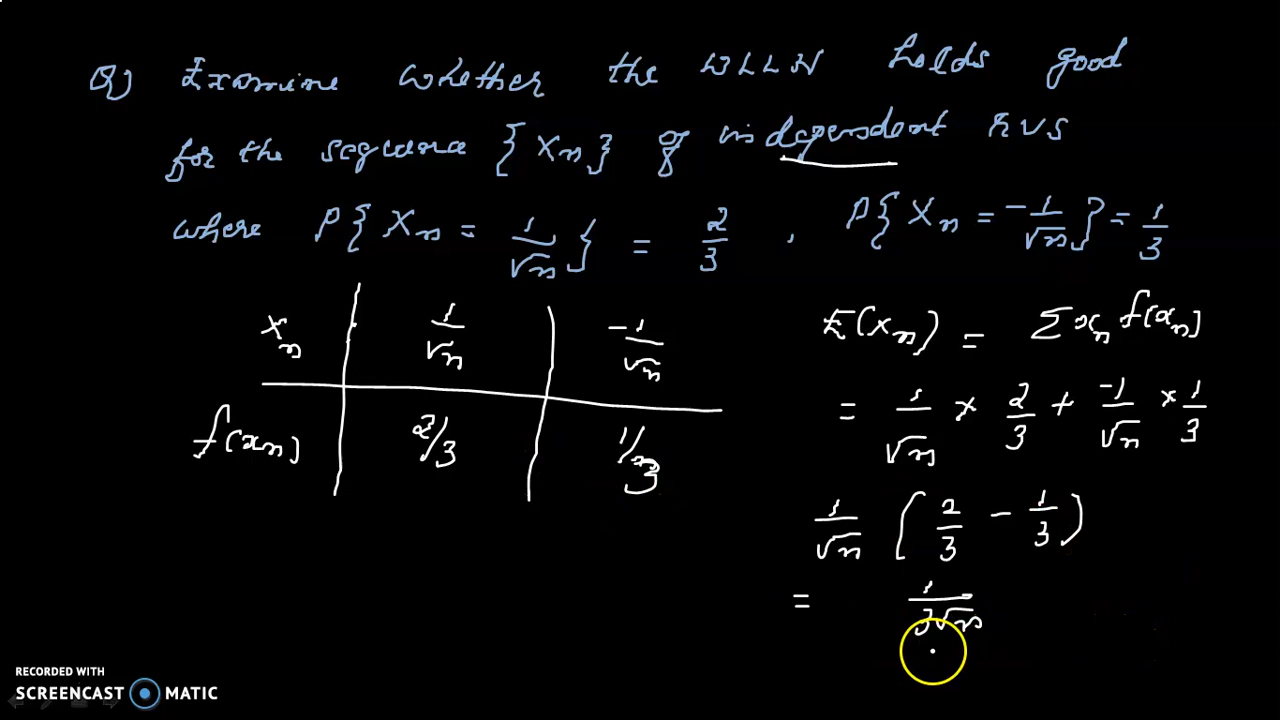 Q) Examine whether the WLLN holds good
for the sequence {Xn} of independent RVS
where P{Xn = 1/√n} = 2/3 , P{Xn = -1/√n} = 1/3
xn | 1/√n | -1/√n
f(xn) | 2/3 | 1/3
E(xn) = Σxn f(xn)
= 1/√n × 2/3 + -1/√n × 1/3
1/√n (2/3 - 1/3)
= 1/3√n
RECORDED WITH
SCREENCAST MATIC